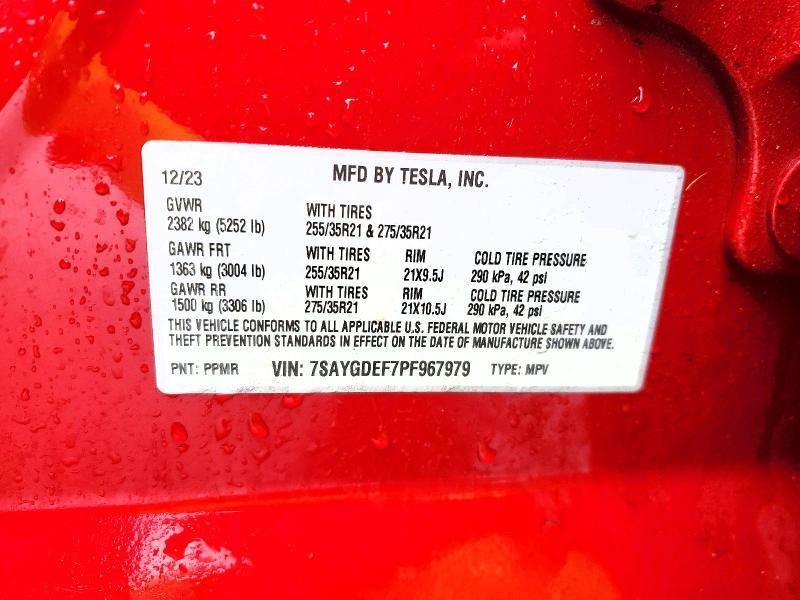 12/23 MFD BY TESLA, INC.
GVWR WITH TIRES
2382 kg (5252 lb) 255/35R21 & 275/35R21
GAWR FRT WITH TIRES RIM COLD TIRE PRESSURE
1363 kg (3004 lb) 255/35R21 21X9.5J 290 kPa, 42 psi
GAWR RR WITH TIRES RIM COLD TIRE PRESSURE
1500 kg (3306 lb) 275/35R21 21X10.5J 290 kPa, 42 psi
THIS VEHICLE CONFORMS TO ALL APPLICABLE U.S. FEDERAL MOTOR VEHICLE SAFETY AND
THEFT PREVENTION STANDARDS IN EFFECT ON THE DATE OF MANUFACTURE SHOWN ABOVE.
PNT: PPMR VIN: 7SAYGDEF7PF967979 TYPE: MPV